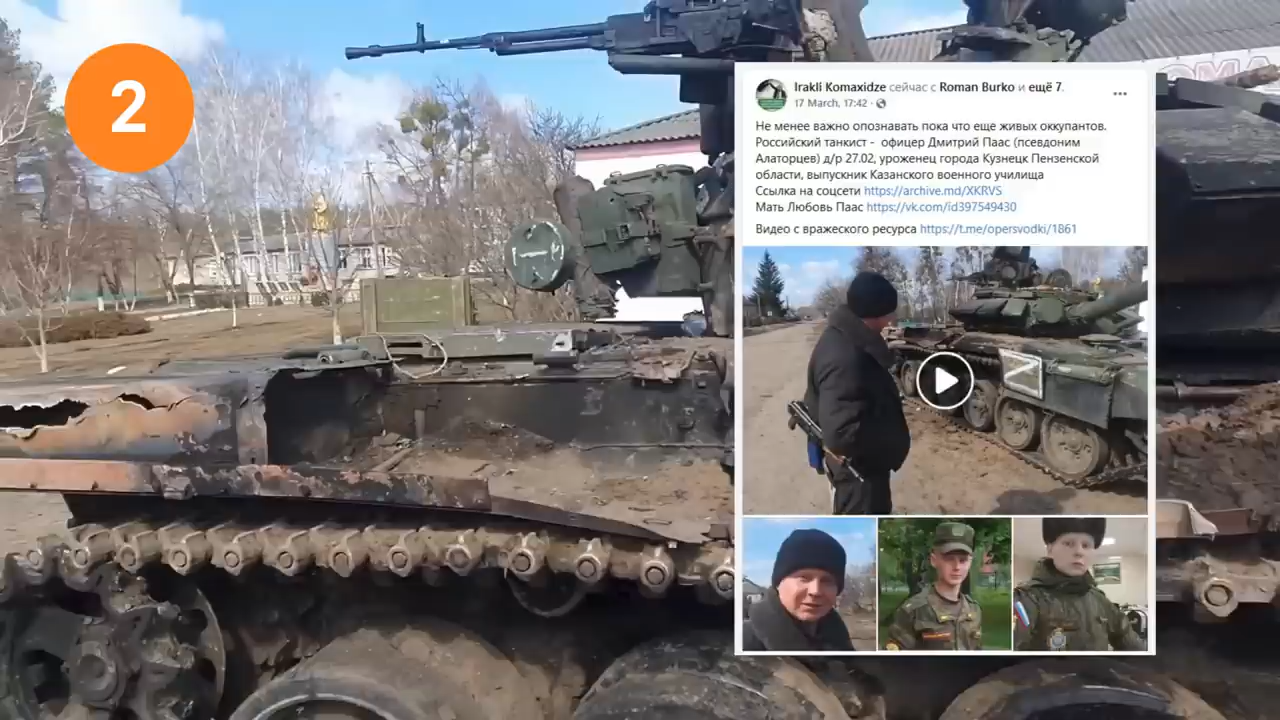 2
Irakli Komaxidze сейчас с Roman Burko и ещё 7.
17 March, 17:42 ·
Не менее важно опознавать пока что еще живых оккупантов.
Российский танкист - офицер Дмитрий Паас (псевдоним
Алаторцев) д/р 27.02, уроженец города Кузнецк Пензенской
области, выпускник Казанского военного училища
Ссылка на соцсети https://archive.md/XKRVS
Мать Любовь Паас https://vk.com/id397549430
Видео с вражеского ресурса https://t.me/opersvodki/1861